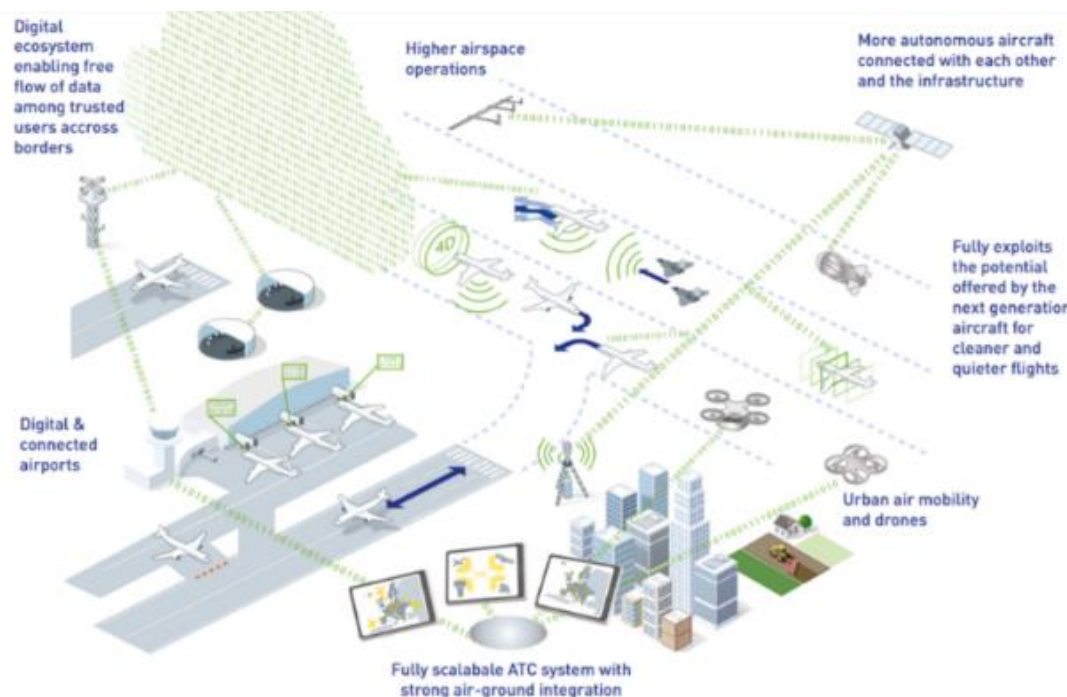 Digital
ecosystem
enabling free
flow of data
among trusted
users accross
borders
Higher airspace
operations
More autonomous aircraft
connected with each other
and the infrastructure
4D
Fully exploits
the potential
offered by the
next generation
aircraft for
cleaner and
quieter flights
Digital &
connected
airports
Urban air mobility
and drones
Fully scalabale ATC system with
strong air-ground integration